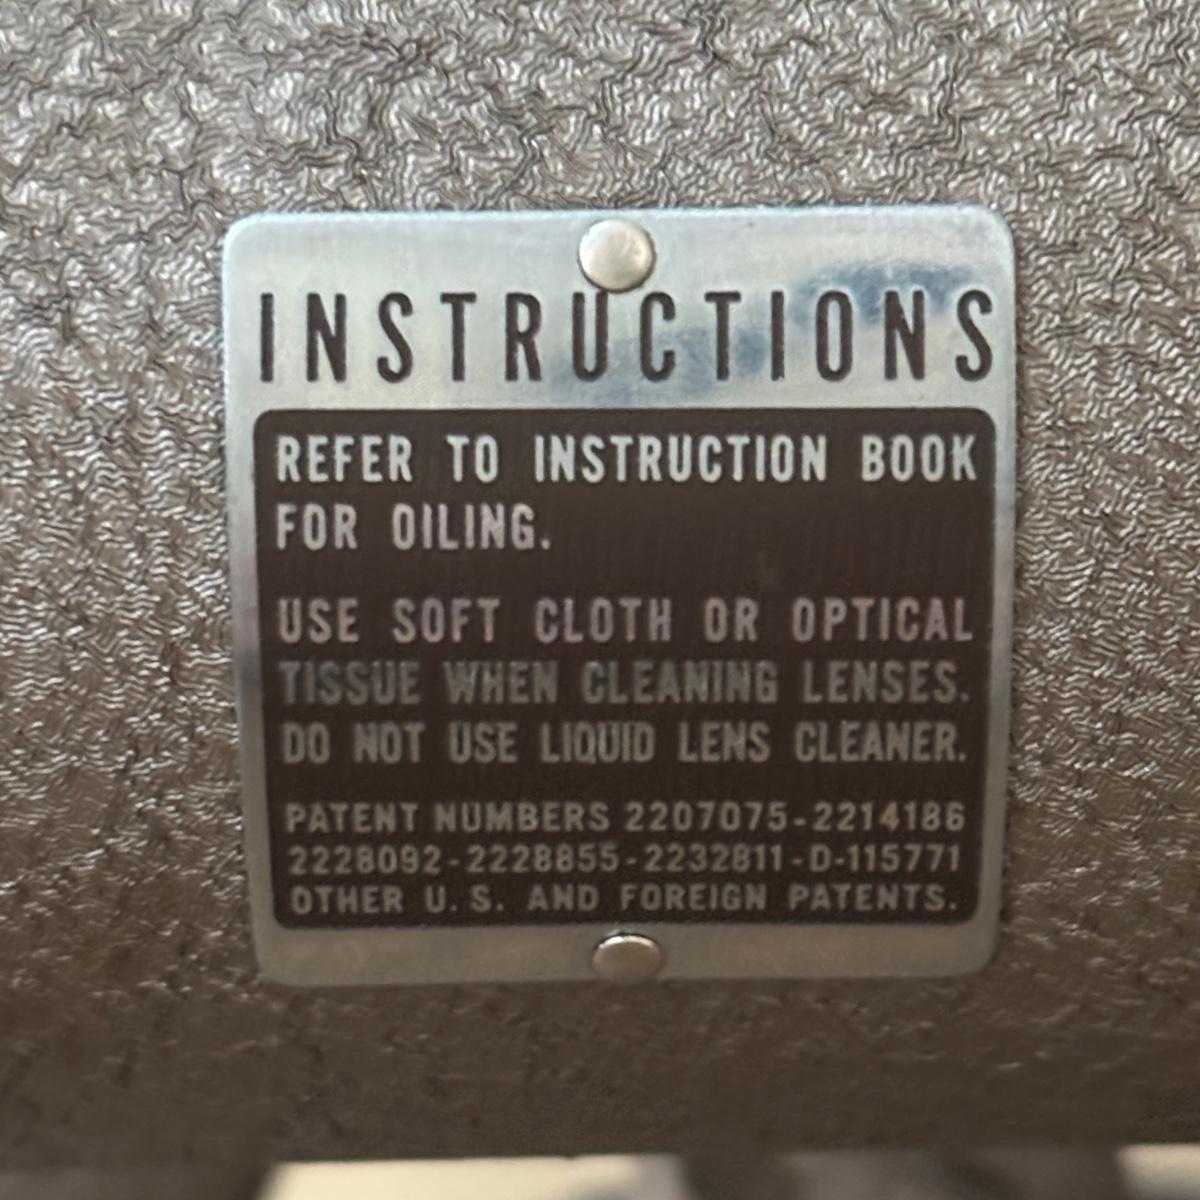 INSTRUCTIONS
REFER TO INSTRUCTION BOOK
FOR OILING.
USE SOFT CLOTH OR OPTICAL
TISSUE WHEN CLEANING LENSES.
DO NOT USE LIQUID LENS CLEANER.
PATENT NUMBERS 2207075-2214186
2228092-2228855-2232811-D-115771
OTHER U.S. AND FOREIGN PATENTS.